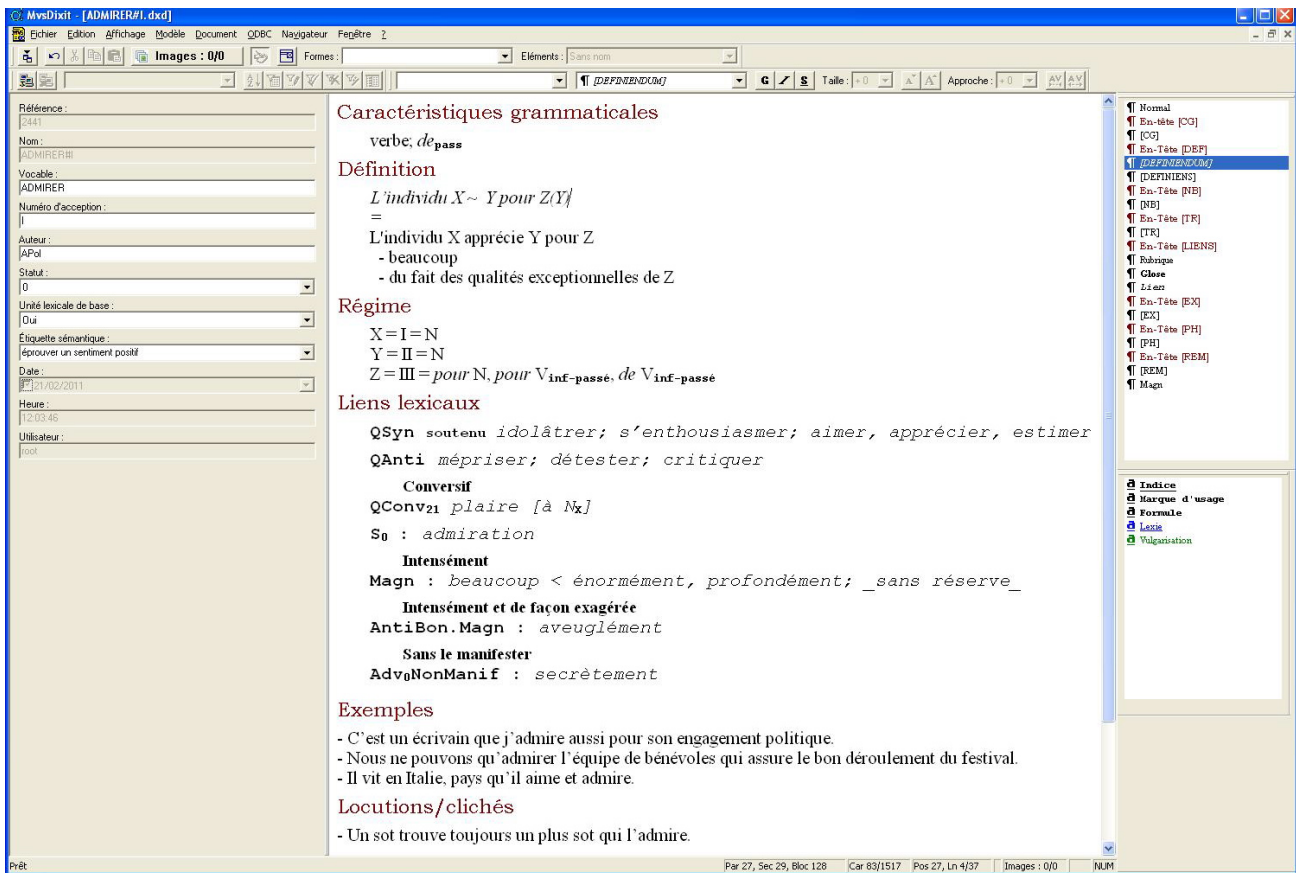 MvsDixit - [ADMIRER#I.dxd]
Fichier Edition Affichage Modèle Document ODBC Navigateur Fenêtre ?
Images : 0/0 Formes : Eléments : Sans nom
¶ [DEFINIENDUM] G I S Taille : +0 A A Approche : +0 AV AV
Référence :
2441
Nom :
ADMIRER#I
Vocable :
ADMIRER
Numéro d'acception :
I
Auteur :
APol
Statut :
0
Unité lexicale de base :
Oui
Étiquette sémantique :
éprouver un sentiment positif
Date :
21/02/2011
Heure :
12:03:46
Utilisateur :
root
Caractéristiques grammaticales
verbe; de pass
Définition
L'individu X ~ Y pour Z(Y)
=
L'individu X apprécie Y pour Z
- beaucoup
- du fait des qualités exceptionnelles de Z
Régime
X = I = N
Y = II = N
Z = III = pour N, pour V inf-passé, de V inf-passé
Liens lexicaux
QSyn soutenu idolâtrer; s'enthousiasmer; aimer, apprécier, estimer
QAnti mépriser; détester; critiquer
Conversif
QConv21 plaire [à NX]
S0 : admiration
Intensément
Magn : beaucoup < énormément, profondément; _sans réserve_
Intensément et de façon exagérée
AntiBon.Magn : aveuglément
Sans le manifester
Adv0NonManif : secrètement
Exemples
- C'est un écrivain que j'admire aussi pour son engagement politique.
- Nous ne pouvons qu'admirer l'équipe de bénévoles qui assure le bon déroulement du festival.
- Il vit en Italie, pays qu'il aime et admire.
Locutions/clichés
- Un sot trouve toujours un plus sot qui l'admire.
¶ Normal
¶ En-tête [CG]
¶ [CG]
¶ En-Tête [DEF]
¶ [DEFINIENDUM]
¶ [DEFINIENS]
¶ En-Tête [NB]
¶ [NB]
¶ En-Tête [TR]
¶ [TR]
¶ En-Tête [LIENS]
¶ Rubrique
¶ Glose
¶ Lien
¶ En-Tête [EX]
¶ [EX]
¶ En-Tête [PH]
¶ [PH]
¶ En-Tête [REM]
¶ [REM]
¶ Magn
a Indice
a Marque d'usage
a Formule
a Lexie
a Vulgarisation
Prêt
Par 27, Sec 29, Bloc 128 Car 83/1517 Pos 27, Ln 4/37 Images : 0/0 NUM